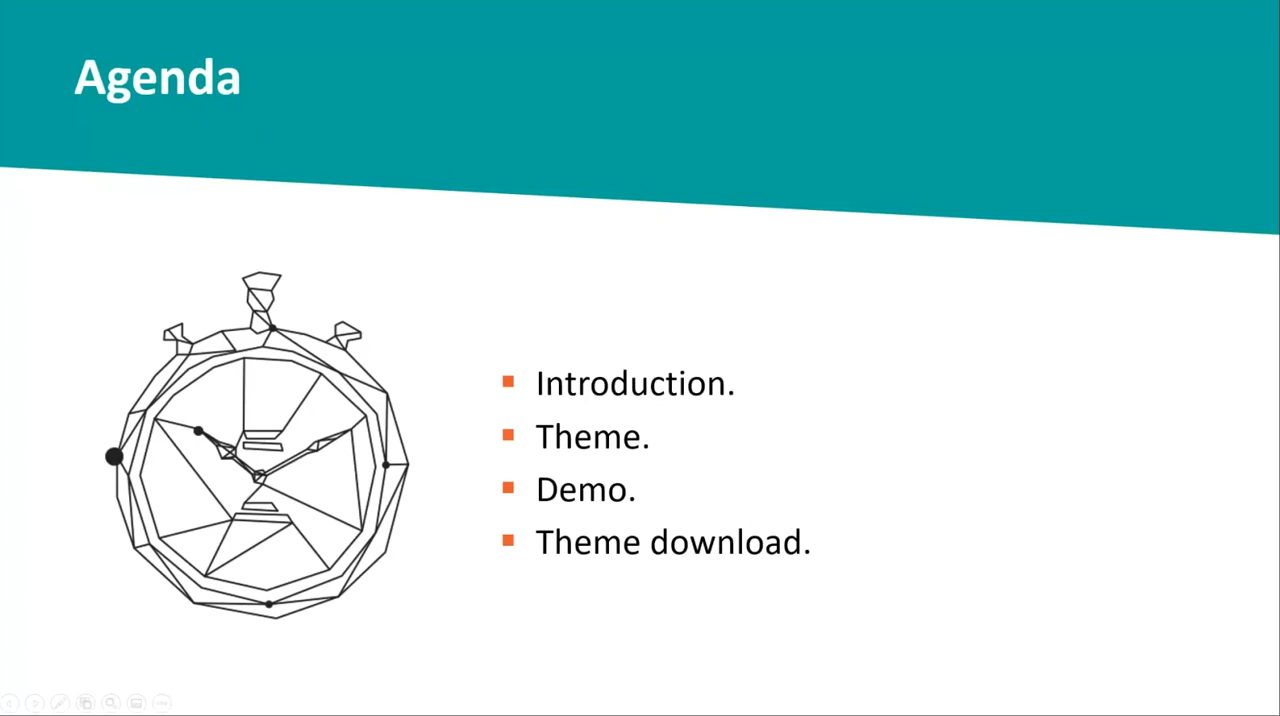 Agenda
Introduction.
Theme.
Demo.
Theme download.